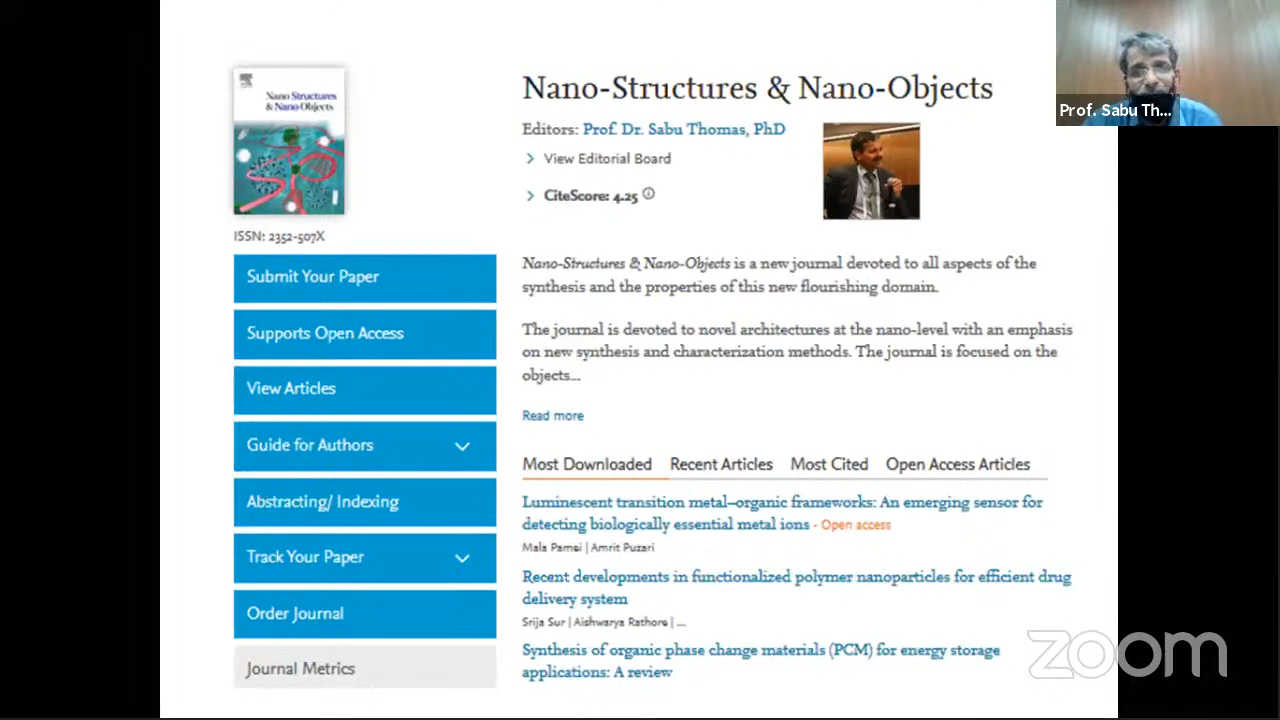 Nano Structures
& Nano Objects
ISSN: 2352-507X
Submit Your Paper
Supports Open Access
View Articles
Guide for Authors
Abstracting/ Indexing
Track Your Paper
Order Journal
Journal Metrics
Nano-Structures & Nano-Objects
Editors: Prof. Dr. Sabu Thomas, PhD
View Editorial Board
CiteScore: 4.25
Nano-Structures & Nano-Objects is a new journal devoted to all aspects of the
synthesis and the properties of this new flourishing domain.
The journal is devoted to novel architectures at the nano-level with an emphasis
on new synthesis and characterization methods. The journal is focused on the
objects...
Read more
Most Downloaded Recent Articles Most Cited Open Access Articles
Luminescent transition metal–organic frameworks: An emerging sensor for
detecting biologically essential metal ions - Open access
Mala Pamei | Amrit Puzari
Recent developments in functionalized polymer nanoparticles for efficient drug
delivery system
Srija Sur | Aishwarya Rathore | ...
Synthesis of organic phase change materials (PCM) for energy storage
applications: A review
Prof. Sabu Th...
zoom